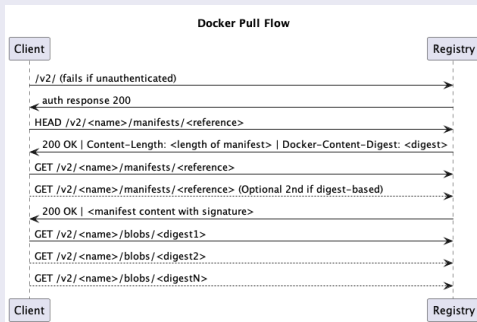 Docker Pull Flow
Client Registry
/v2/ (fails if unauthenticated)
auth response 200
HEAD /v2/<name>/manifests/<reference>
200 OK | Content-Length: <length of manifest> | Docker-Content-Digest: <digest>
GET /v2/<name>/manifests/<reference>
GET /v2/<name>/manifests/<reference> (Optional 2nd if digest-based)
200 OK | <manifest content with signature>
GET /v2/<name>/blobs/<digest1>
GET /v2/<name>/blobs/<digest2>
GET /v2/<name>/blobs/<digestN>
Client Registry